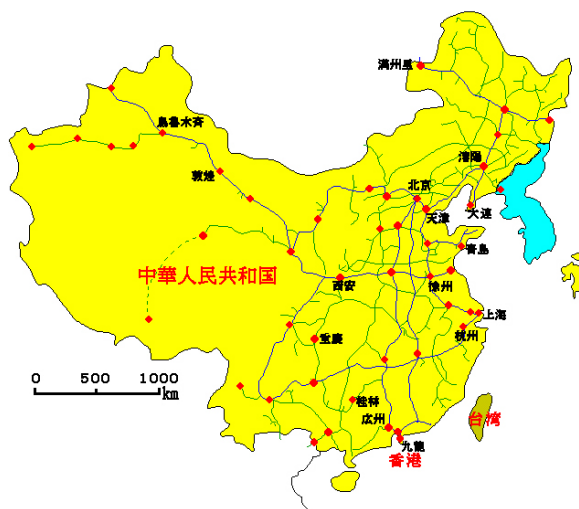 満州里
烏魯木斉
瀋陽
敦煌
北京
天津
大連
青島
中華人民共和国
西安
徐州
上海
杭州
重慶
0 500 1000
km
桂林
広州
台湾
九龍
香港